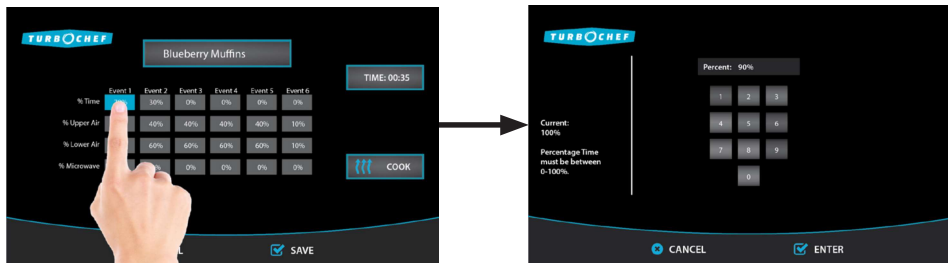 TURBOCHEF
Blueberry Muffins
TIME: 00:35
Event 1 Event 2 Event 3 Event 4 Event 5 Event 6
% Time 30% 0% 0% 0% 0%
% Upper Air 40% 40% 40% 40% 10%
% Lower Air 60% 60% 60% 60% 10%
% Microwave 0% 0% 0% 0%
COOK
SAVE
TURBOCHEF
Percent: 90%
1 2 3
4 5 6
7 8 9
0
Current:
100%
Percentage Time
must be between
0-100%.
CANCEL
ENTER